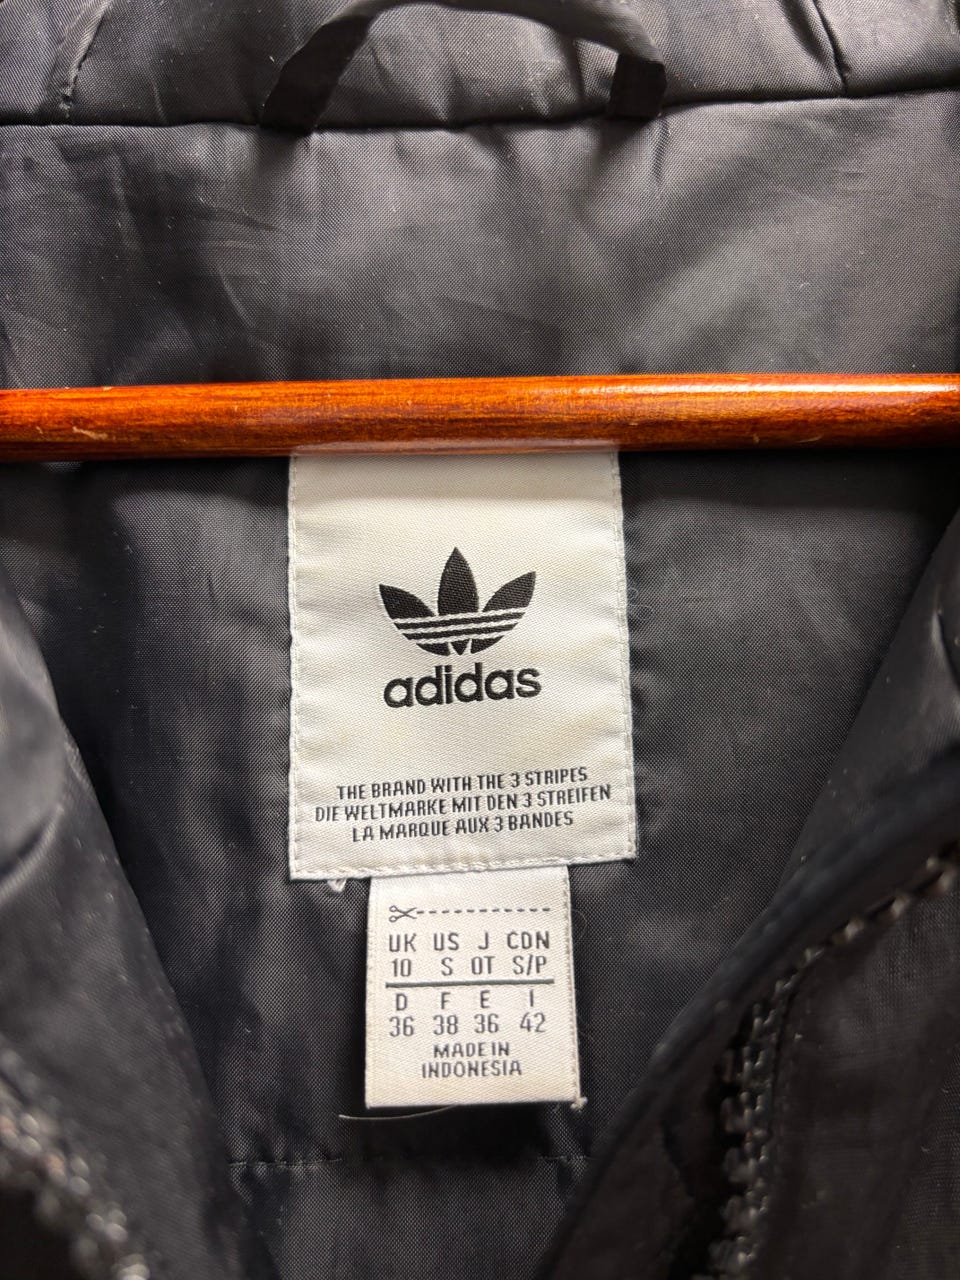 adidas
THE BRAND WITH THE 3 STRIPES
DIE WELTMARKE MIT DEN 3 STREIFEN
LA MARQUE AUX 3 BANDES
UK US J CDN
10 S OT S/P
D F E I
36 38 36 42
MADE IN
INDONESIA